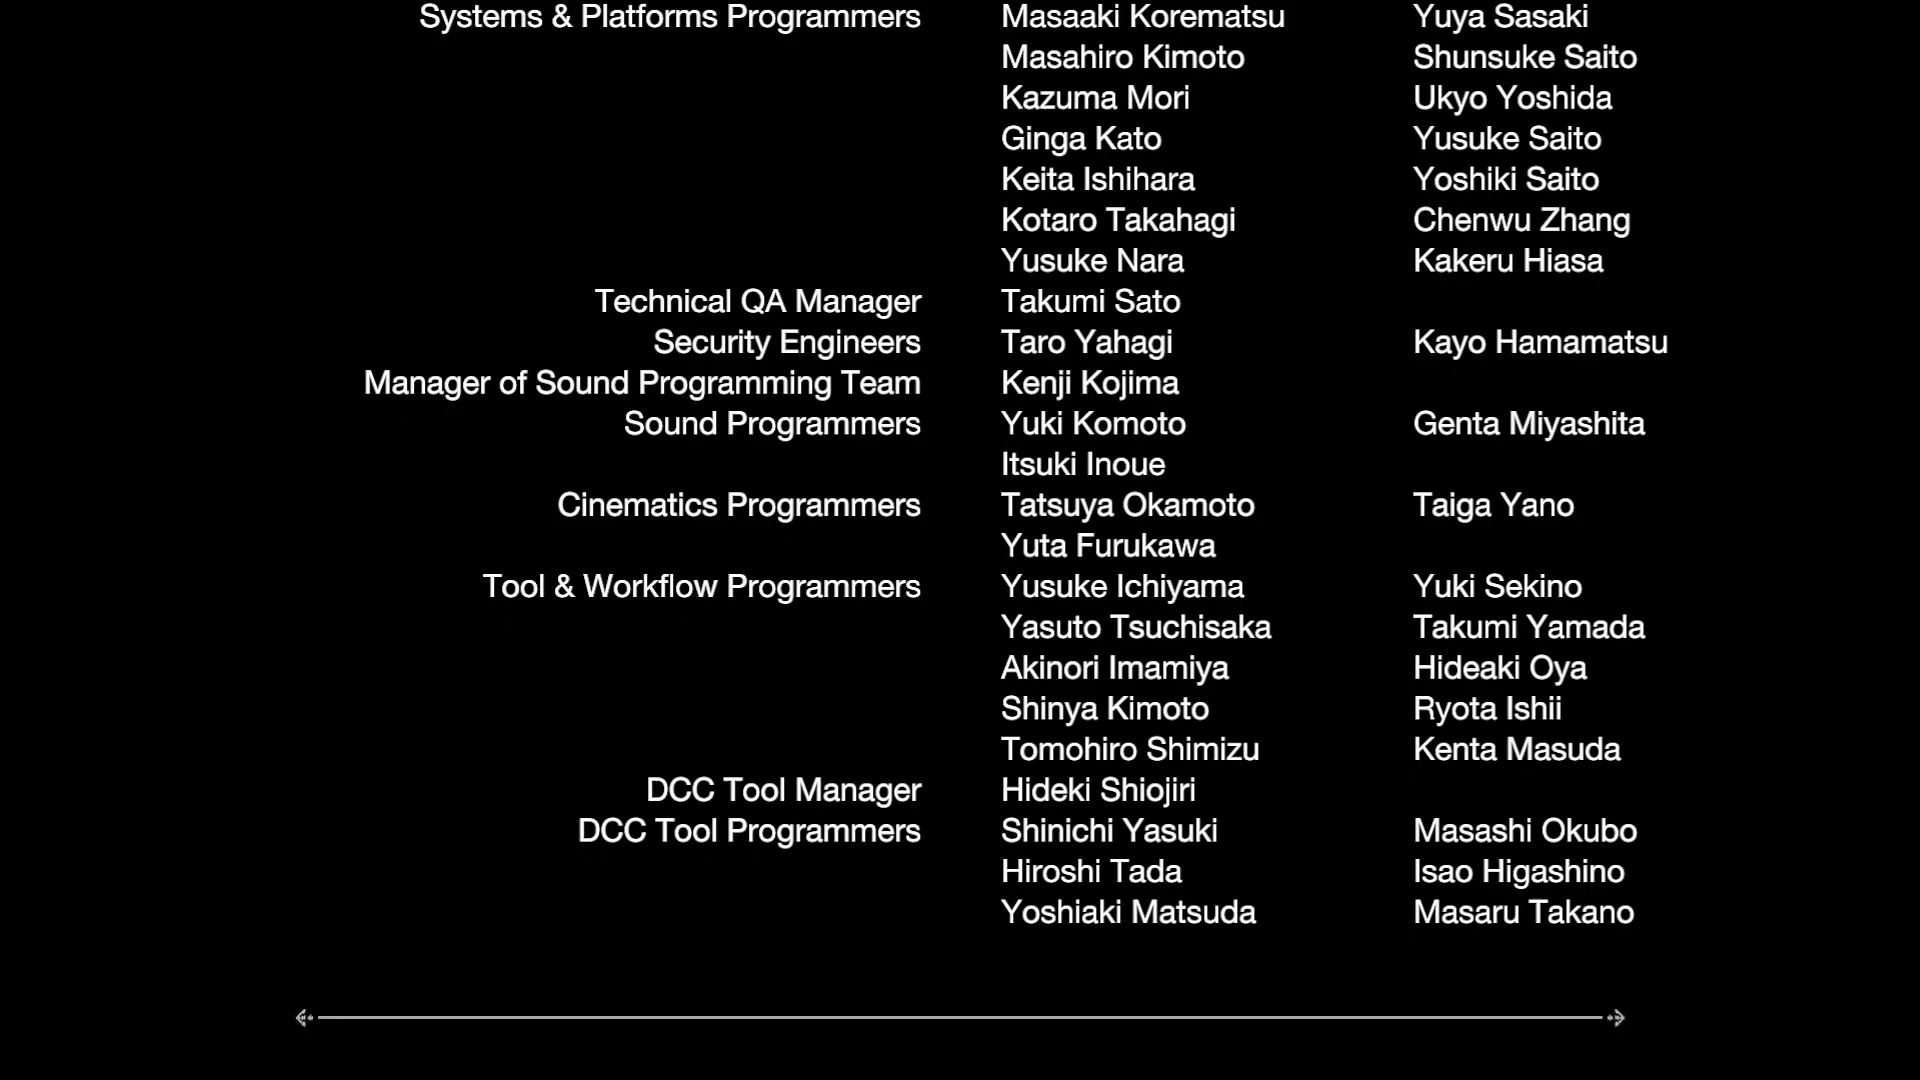 Systems & Platforms Programmers Masaaki Korematsu Yuya Sasaki
Masahiro Kimoto Shunsuke Saito
Kazuma Mori Ukyo Yoshida
Ginga Kato Yusuke Saito
Keita Ishihara Yoshiki Saito
Kotaro Takahagi Chenwu Zhang
Yusuke Nara Kakeru Hiasa
Technical QA Manager Takumi Sato
Security Engineers Taro Yahagi Kayo Hamamatsu
Manager of Sound Programming Team Kenji Kojima
Sound Programmers Yuki Komoto Genta Miyashita
Itsuki Inoue
Cinematics Programmers Tatsuya Okamoto Taiga Yano
Yuta Furukawa
Tool & Workflow Programmers Yusuke Ichiyama Yuki Sekino
Yasuto Tsuchisaka Takumi Yamada
Akinori Imamiya Hideaki Oya
Shinya Kimoto Ryota Ishii
Tomohiro Shimizu Kenta Masuda
DCC Tool Manager Hideki Shiojiri
DCC Tool Programmers Shinichi Yasuki Masashi Okubo
Hiroshi Tada Isao Higashino
Yoshiaki Matsuda Masaru Takano